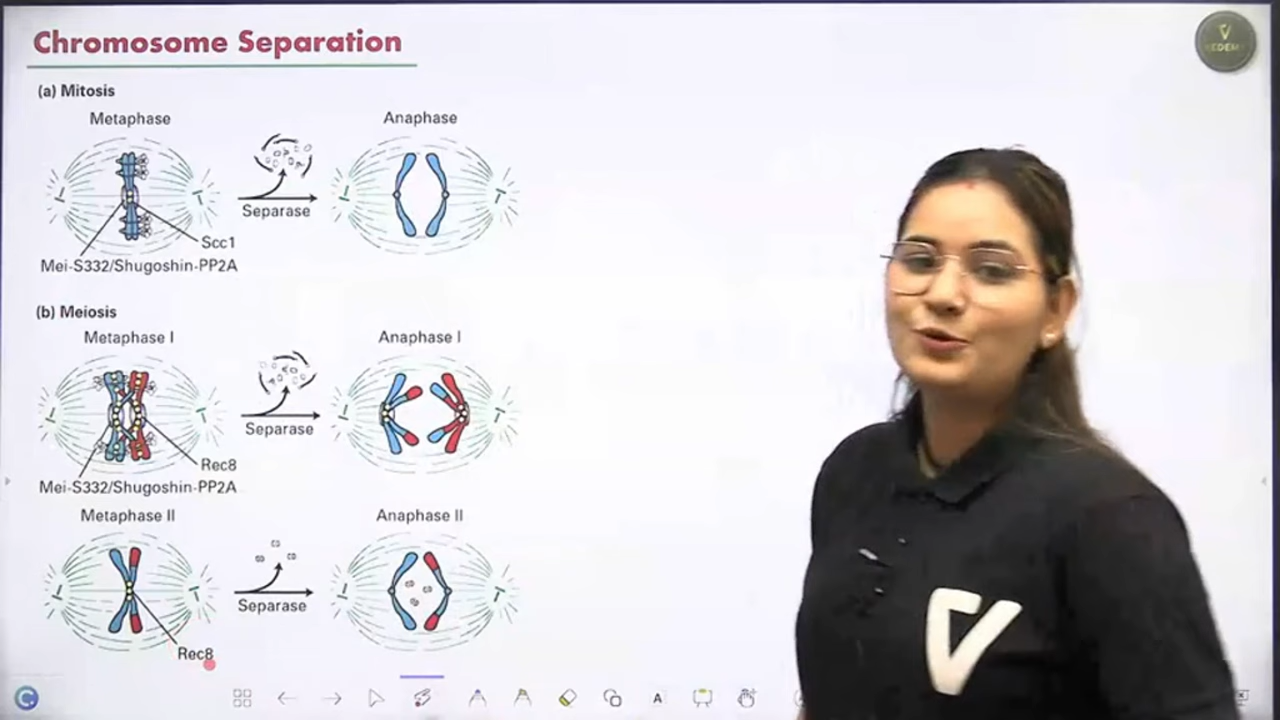 Chromosome Separation
VEDEMY
(a) Mitosis
Metaphase
Anaphase
Separase
Scc1
Mei-S332/Shugoshin-PP2A
(b) Meiosis
Metaphase I
Anaphase I
Separase
Rec8
Mei-S332/Shugoshin-PP2A
Metaphase II
Anaphase II
Separase
Rec8
A